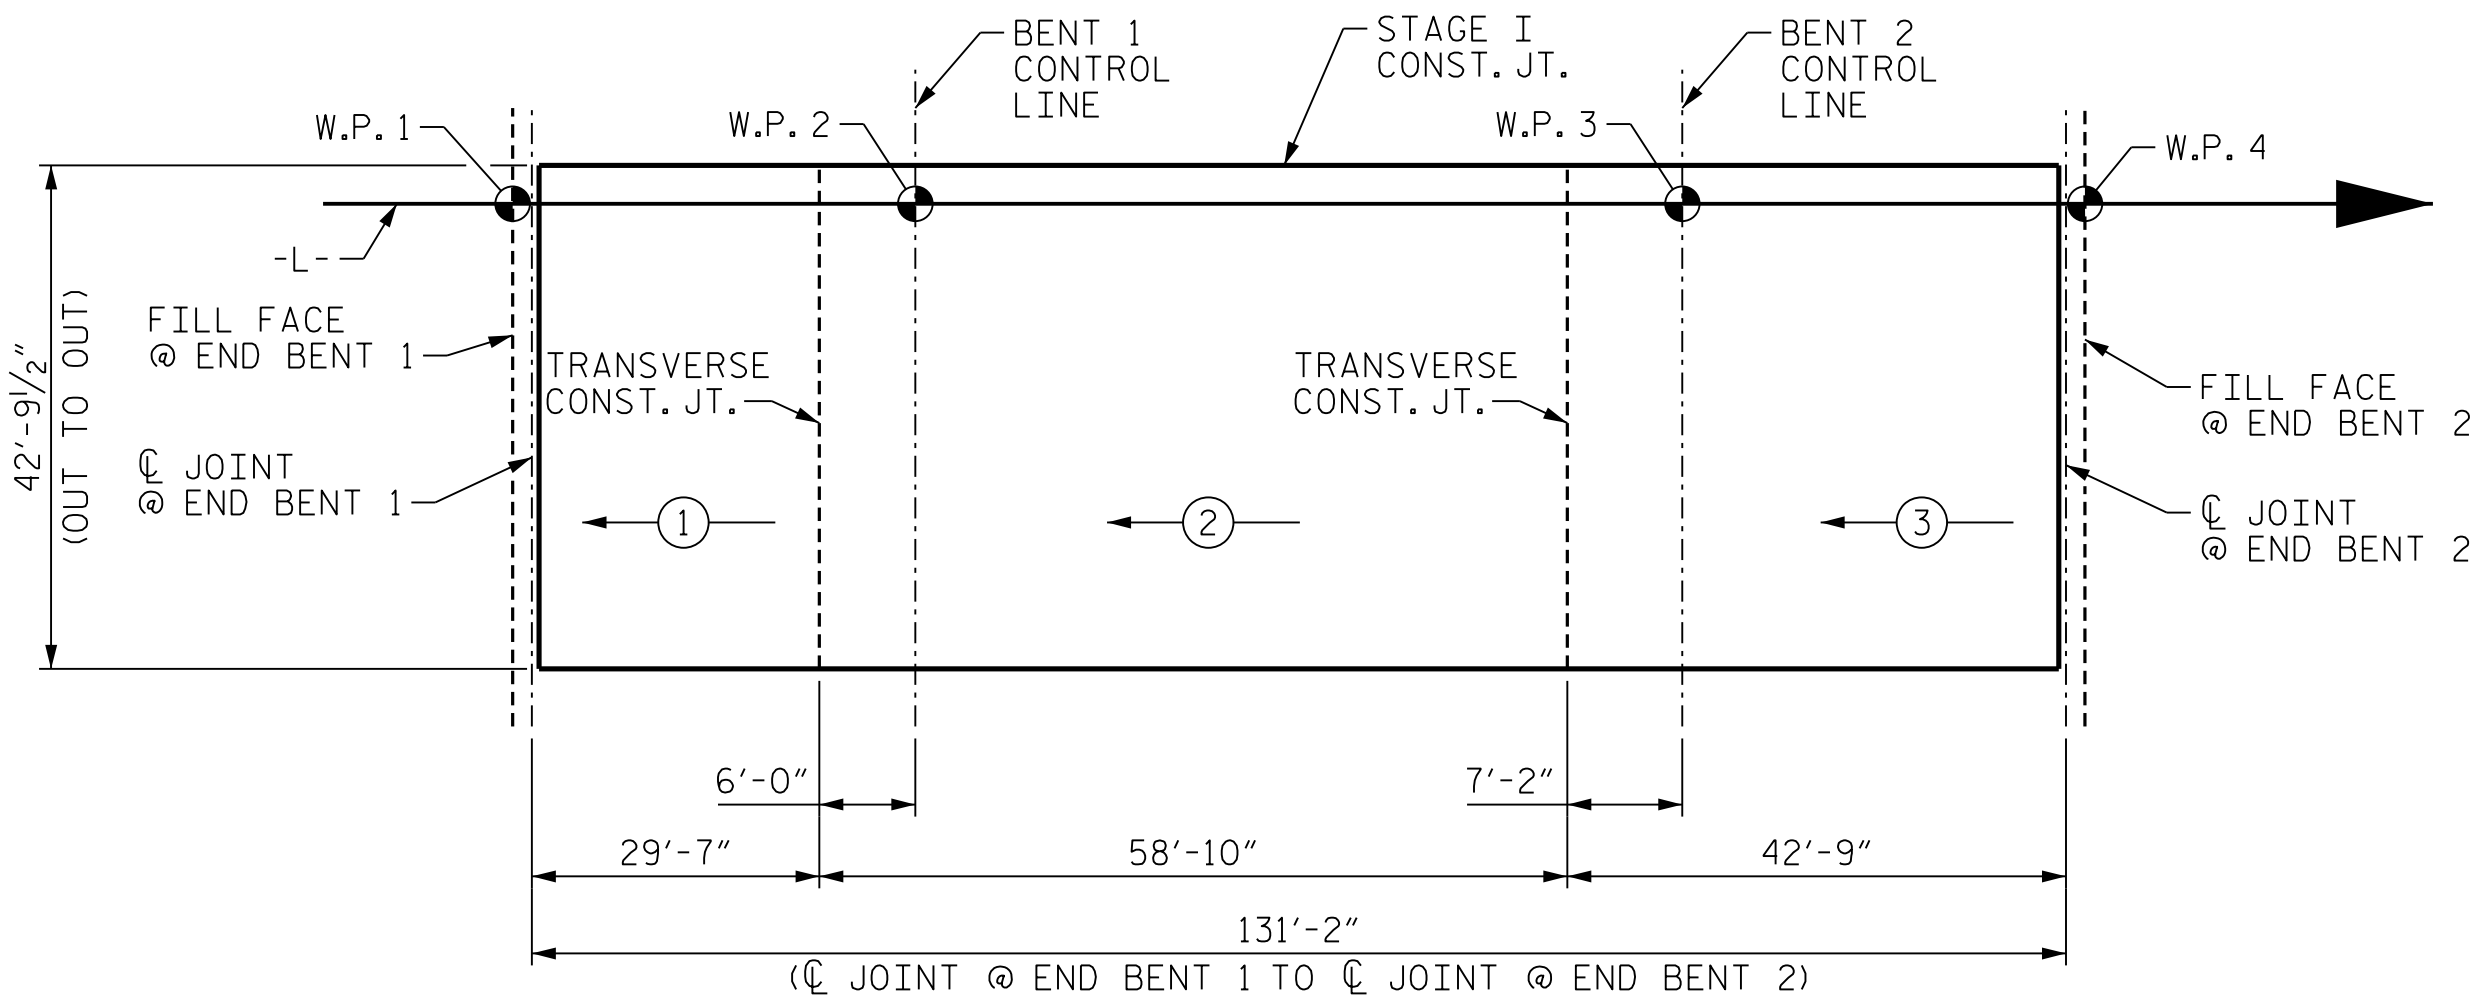 BENT 1
CONTROL
LINE
STAGE I
CONST. JT.
BENT 2
CONTROL
LINE
W.P. 1
W.P. 2
W.P. 3
W.P. 4
-L-
FILL FACE
@ END BENT 1
℄ JOINT
@ END BENT 1
42'-9 1/2"
(OUT TO OUT)
TRANSVERSE
CONST. JT.
TRANSVERSE
CONST. JT.
FILL FACE
@ END BENT 2
℄ JOINT
@ END BENT 2
1
2
3
6'-0"
7'-2"
29'-7"
58'-10"
42'-9"
131'-2"
(℄ JOINT @ END BENT 1 TO ℄ JOINT @ END BENT 2)